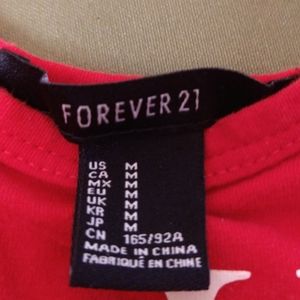 FOREVER 21
US M
CA M
MX M
EU M
UK M
KR M
JP M
CN 165/92A
MADE IN CHINA
FABRIQUÉ EN CHINE